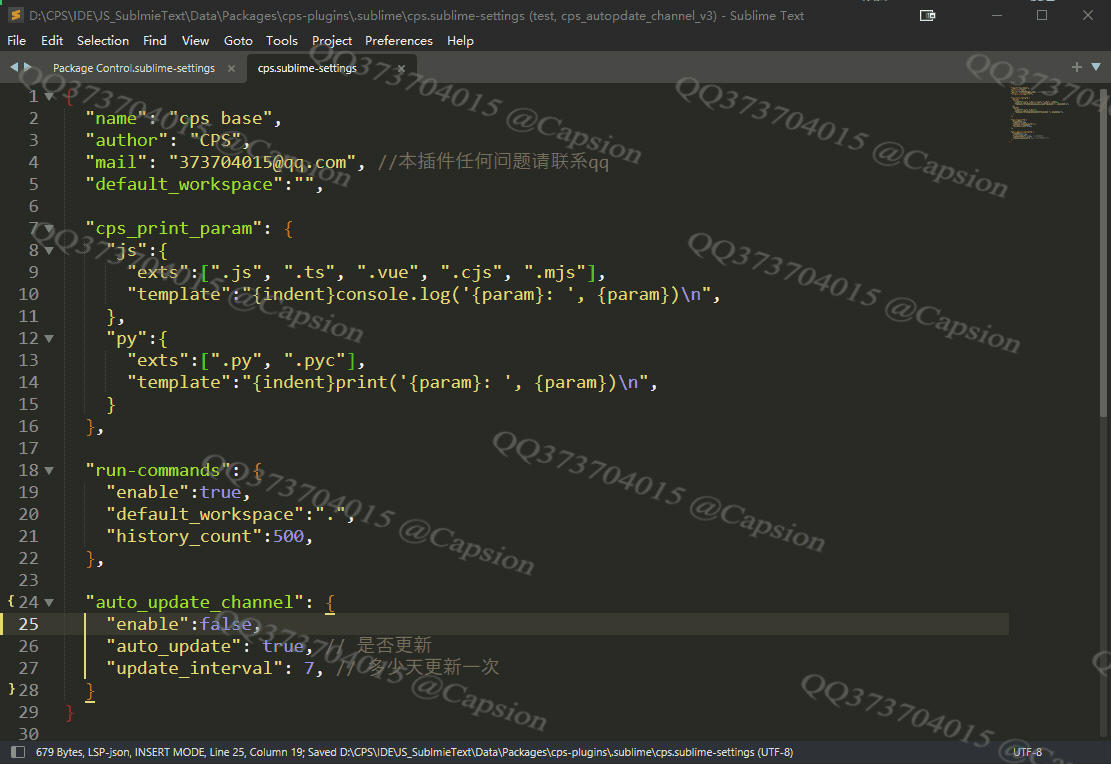 D:\CPS\IDE\JS_SublmieText\Data\Packages\cps-plugins\.sublime\cps.sublime-settings (test, cps_autopdate_channel_v3) - Sublime Text
File Edit Selection Find View Goto Tools Project Preferences Help
Package Control.sublime-settings × cps.sublime-settings ×
1 {
2 "name": "cps base",
3 "author": "CPS",
4 "mail": "373704015@qq.com", //本插件任何问题请联系qq
5 "default_workspace":"",
6
7 "cps_print_param": {
8 "js":{
9 "exts":[".js", ".ts", ".vue", ".cjs", ".mjs"],
10 "template":"{indent}console.log('{param}: ', {param})\n",
11 },
12 "py":{
13 "exts":[".py", ".pyc"],
14 "template":"{indent}print('{param}: ', {param})\n",
15 }
16 },
17
18 "run-commands": {
19 "enable":true,
20 "default_workspace":".",
21 "history_count":500,
22 },
23
{ 24 "auto_update_channel": {
25 "enable":false,
26 "auto_update": true, // 是否更新
27 "update_interval": 7, // 多少天更新一次
} 28 }
29 }
30
679 Bytes, LSP-json, INSERT MODE, Line 25, Column 19; Saved D:\CPS\IDE\JS_SublmieText\Data\Packages\cps-plugins\.sublime\cps.sublime-settings (UTF-8) UTF-8
QQ373704015 @Capsion
QQ373704015 @Capsion
QQ373704015 @Capsion
QQ373704015
QQ373704015 @Capsion
QQ373704015 @Capsion
QQ373704015 @Capsion
QQ373704015 @Capsion
QQ373704015 @Capsion
QQ373704015